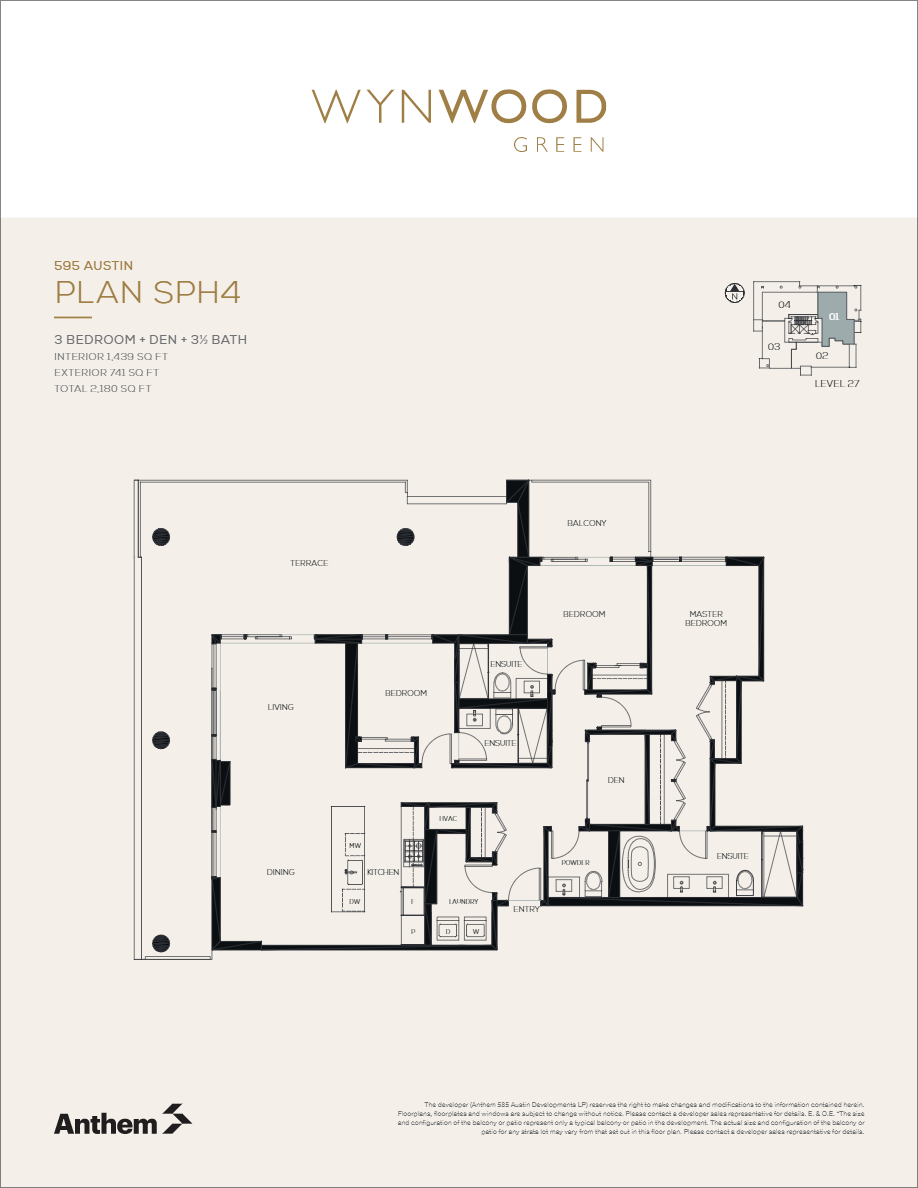 WYNWOOD
GREEN
595 AUSTIN
PLAN SPH4
3 BEDROOM + DEN + 3½ BATH
INTERIOR 1,439 SQ FT
EXTERIOR 741 SQ FT
TOTAL 2,180 SQ FT
N
04
01
03
02
LEVEL 27
BALCONY
TERRACE
BEDROOM
MASTER
BEDROOM
ENSUITE
BEDROOM
LIVING
ENSUITE
DEN
HVAC
MW
DINING
KITCHEN
POWDER
ENSUITE
DW
F
LAUNDRY
ENTRY
P
D
W
Anthem
The developer (Anthem 585 Austin Developments LP) reserves the right to make changes and modifications to the information contained herein.
Floorplans, floorplates and windows are subject to change without notice. Please contact a developer sales representative for details. E. & O.E. *The size
and configuration of the balcony or patio represent only a typical balcony or patio in the development. The actual size and configuration of the balcony or
patio for any strata lot may vary from that set out in this floor plan. Please contact a developer sales representative for details.